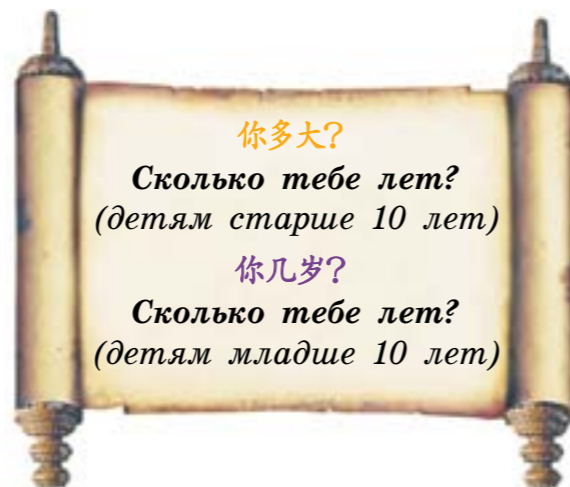 你多大?
Сколько тебе лет?
(детям старше 10 лет)
你几岁?
Сколько тебе лет?
(детям младше 10 лет)